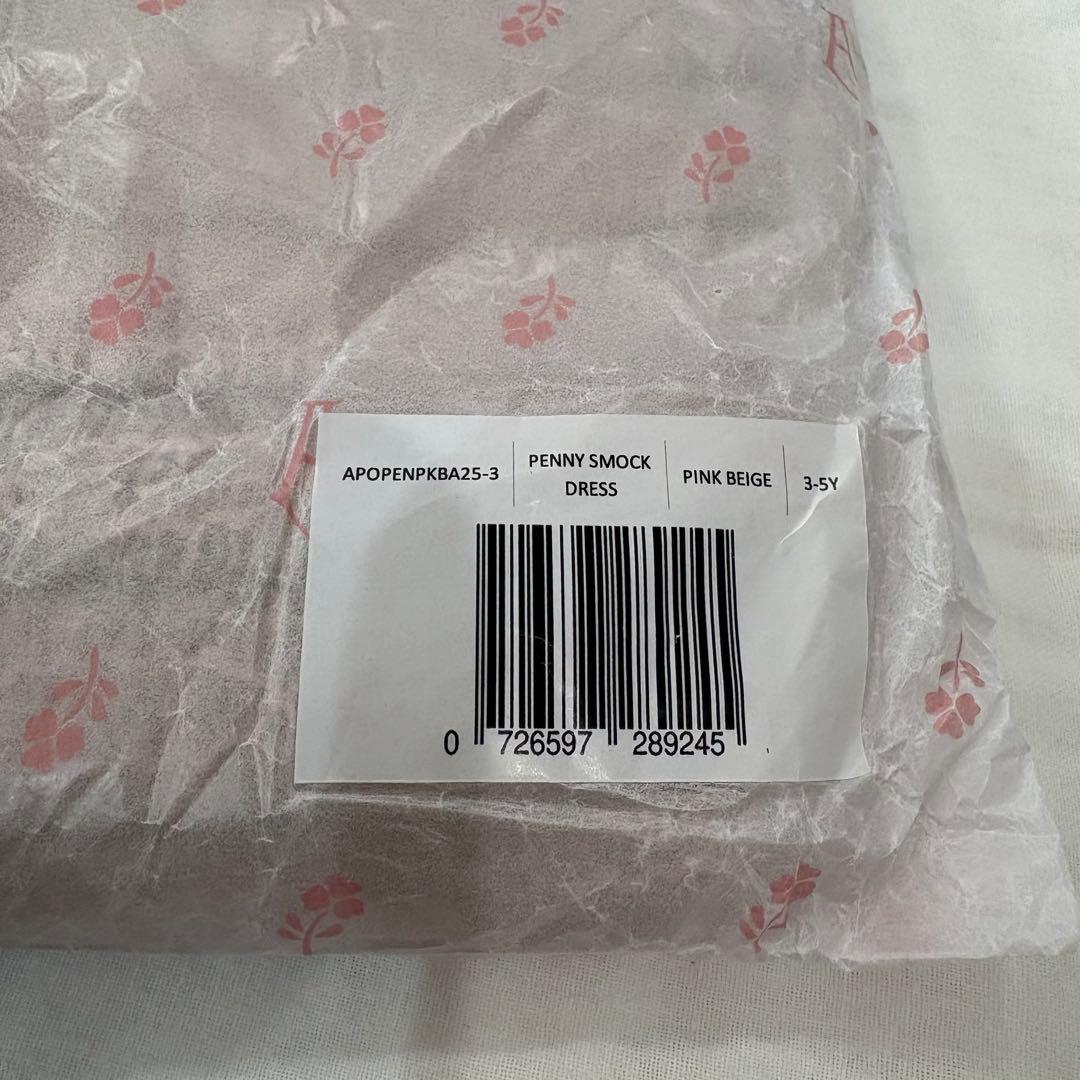 APOPENPKBA25-3
PENNY SMOCK
DRESS
PINK BEIGE
3-5Y
0 726597 289245